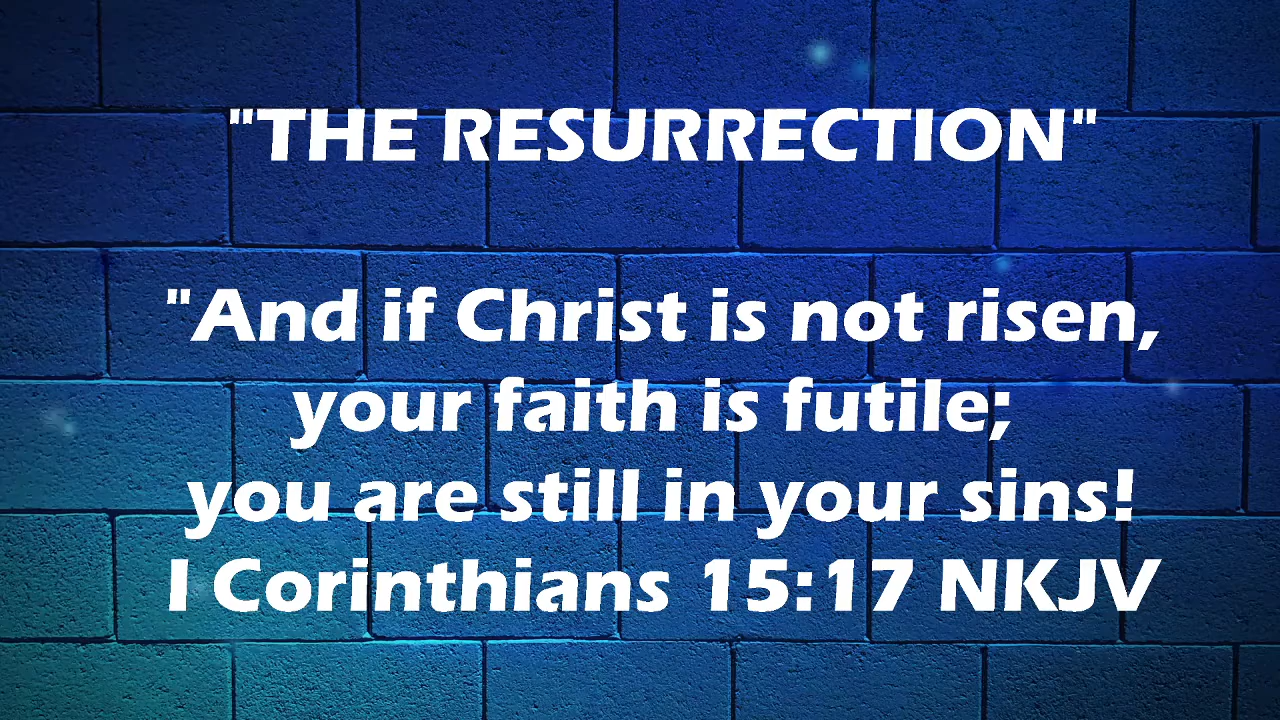 "THE RESURRECTION"
"And if Christ is not risen,
your faith is futile;
you are still in your sins!
I Corinthians 15:17 NKJV